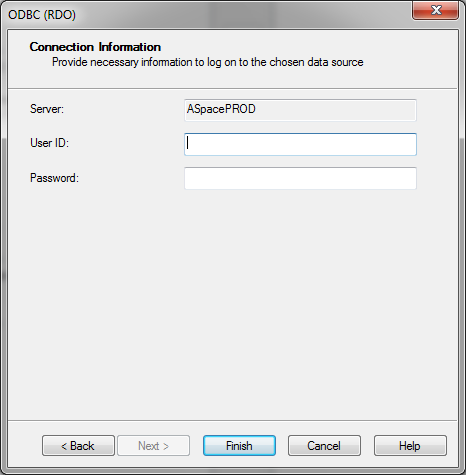 ODBC (RDO)
Connection Information
Provide necessary information to log on to the chosen data source
Server: ASpacePROD
User ID:
Password:
< Back Next > Finish Cancel Help